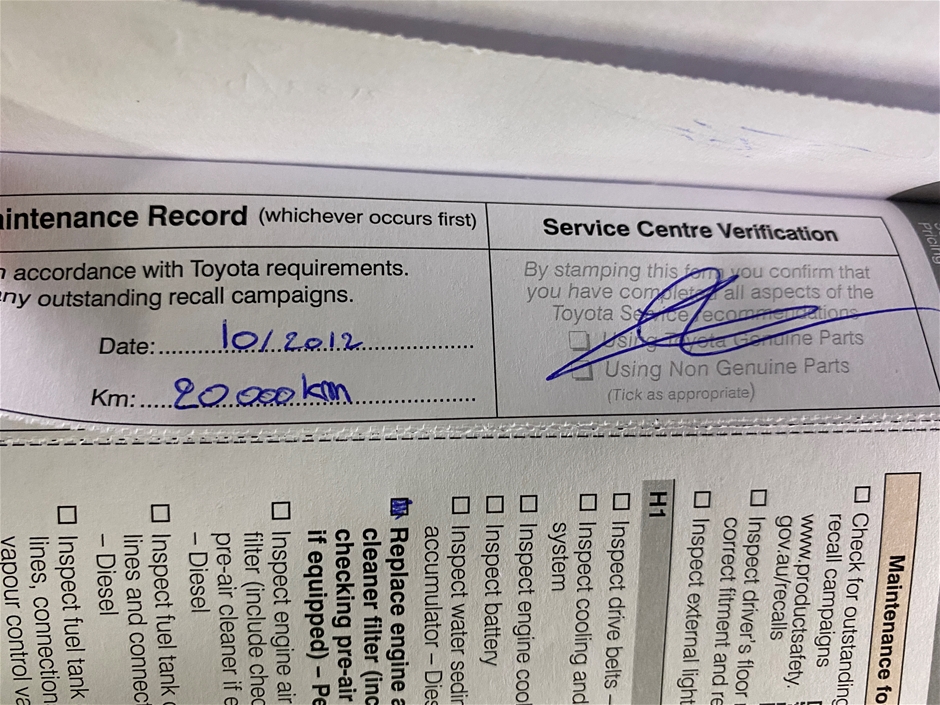 intenance Record (whichever occurs first)
accordance with Toyota requirements.
ny outstanding recall campaigns.
Date: 10/2012
Km: 20 000 km
Service Centre Verification
By stamping this form you confirm that
you have completed all aspects of the
Toyota Service recommendations
Using Toyota Genuine Parts
Using Non Genuine Parts
(Tick as appropriate)
Maintenance fo
Check for outstanding
recall campaigns
www.productsafety.
gov.au/recalls
Inspect driver's floor
correct fitment and re
Inspect external light
H1
Inspect drive belts –
Inspect cooling and
system
Inspect engine cool
Inspect battery
Inspect water sedi
accumulator – Dies
Replace engine a
cleaner filter (inc
checking pre-air
if equipped) – Pe
Inspect engine air
filter (include chec
pre-air cleaner if e
– Diesel
Inspect fuel tank
lines and connec
– Diesel
Inspect fuel tank
lines, connection
vapour control va
Pricing